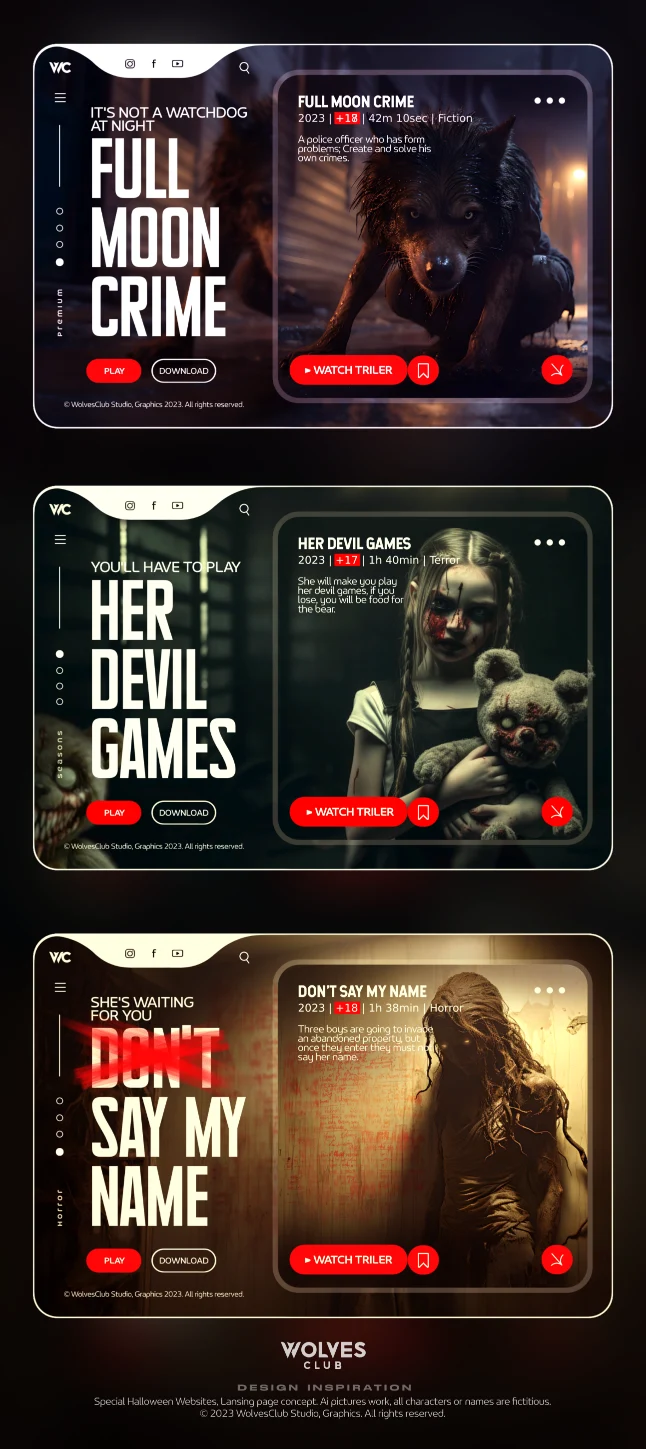 WC
IT'S NOT A WATCHDOG
AT NIGHT
FULL
MOON
CRIME
Premium
PLAY
DOWNLOAD
© WolvesClub Studio, Graphics 2023. All rights reserved.
FULL MOON CRIME
2023 | +18 | 42m 10sec | Fiction
A police officer who has form
problems; Create and solve his
own crimes.
WATCH TRILER
WC
YOU'LL HAVE TO PLAY
HER
DEVIL
GAMES
seasons
PLAY
DOWNLOAD
© WolvesClub Studio, Graphics 2023. All rights reserved.
HER DEVIL GAMES
2023 | +17 | 1h 40min | Terror
She will make you play
her devil games, if you
lose, you will be food for
the bear.
WATCH TRILER
WC
SHE'S WAITING
FOR YOU
DON'T
SAY MY
NAME
Horror
PLAY
DOWNLOAD
© WolvesClub Studio, Graphics 2023. All rights reserved.
DON'T SAY MY NAME
2023 | +18 | 1h 38min | Horror
Three boys are going to invade
an abandoned property, but
once they enter they must not
say her name.
WATCH TRILER
WOLVES
CLUB
DESIGN INSPIRATION
Special Halloween Websites, Lansing page concept. Ai pictures work, all characters or names are fictitious.
© 2023 WolvesClub Studio, Graphics. All rights reserved.